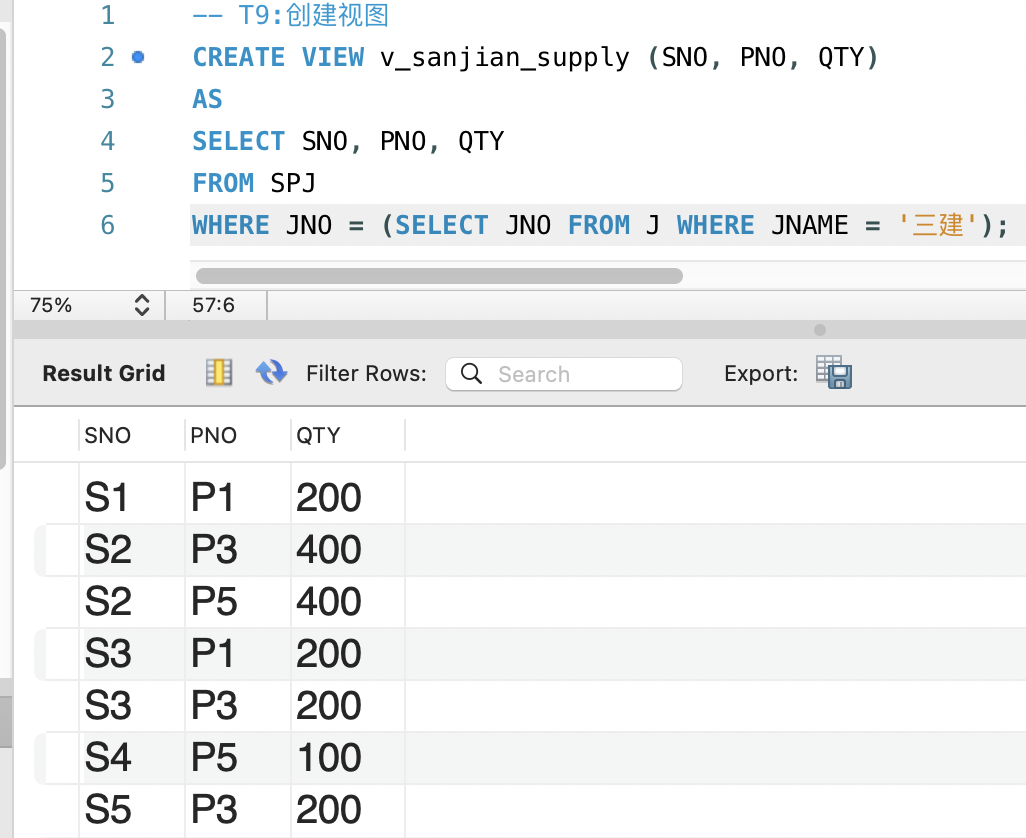 1 -- T9:创建视图
2 CREATE VIEW v_sanjian_supply (SNO, PNO, QTY)
3 AS
4 SELECT SNO, PNO, QTY
5 FROM SPJ
6 WHERE JNO = (SELECT JNO FROM J WHERE JNAME = '三建');
75% 57:6
Result Grid Filter Rows: Search Export:
SNO PNO QTY
S1 P1 200
S2 P3 400
S2 P5 400
S3 P1 200
S3 P3 200
S4 P5 100
S5 P3 200